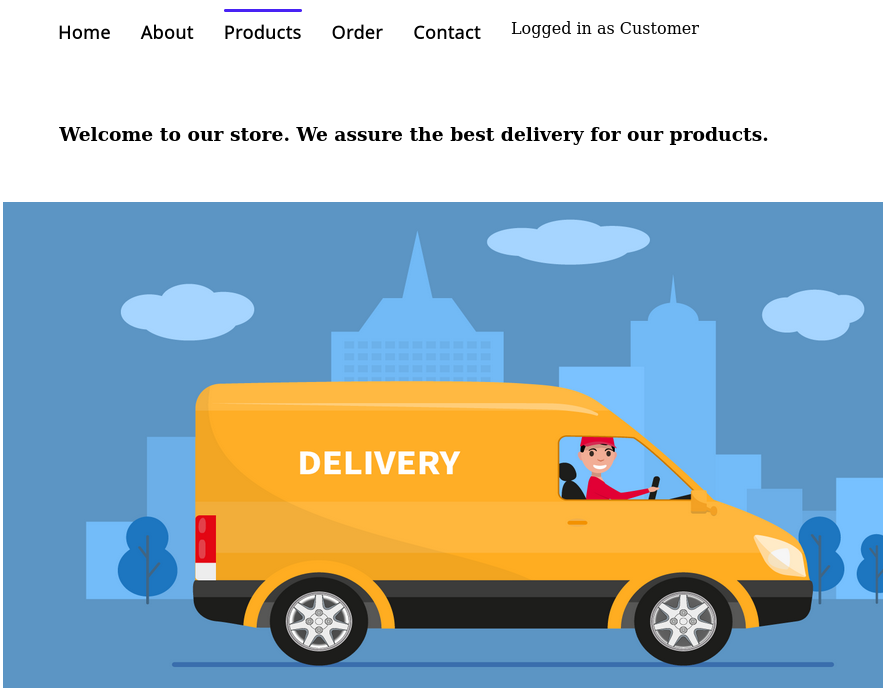 Home About Products Order Contact Logged in as Customer
Welcome to our store. We assure the best delivery for our products.
DELIVERY